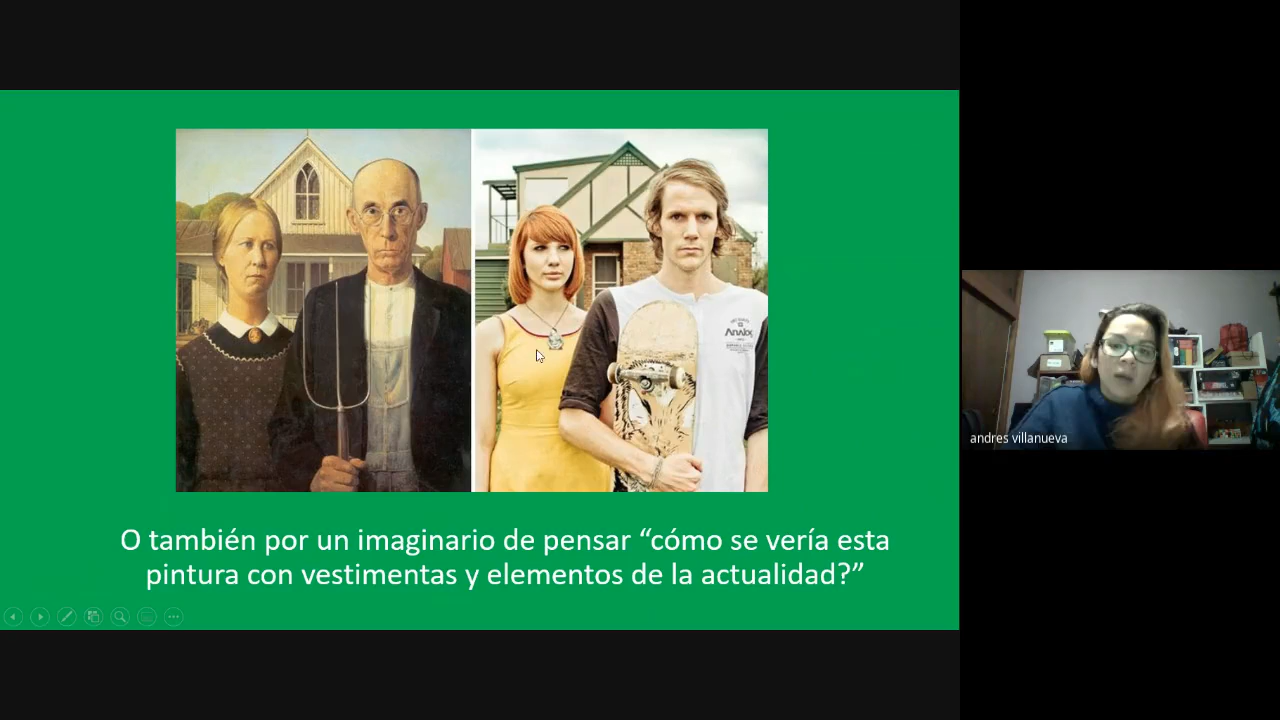 Analog
O también por un imaginario de pensar “cómo se vería esta
pintura con vestimentas y elementos de la actualidad?”
andres villanueva